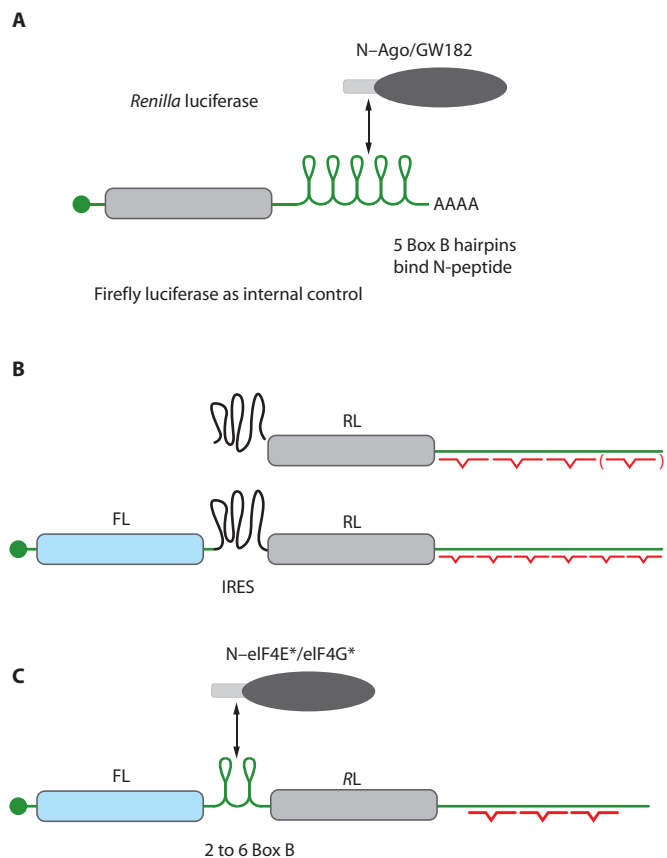 A
N–Ago/GW182
Renilla luciferase
AAAA
5 Box B hairpins
bind N-peptide
Firefly luciferase as internal control
B
RL
( )
FL
RL
IRES
N–eIF4E*/eIF4G*
C
FL
RL
2 to 6 Box B